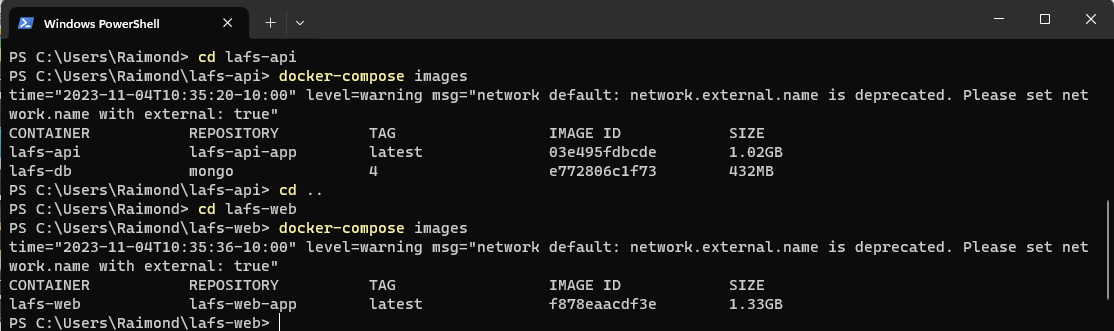 Windows PowerShell
PS C:\Users\Raimond> cd lafs-api
PS C:\Users\Raimond\lafs-api> docker-compose images
time="2023-11-04T10:35:20-10:00" level=warning msg="network default: network.external.name is deprecated. Please set net
work.name with external: true"
CONTAINER           REPOSITORY          TAG                 IMAGE ID            SIZE
lafs-api            lafs-api-app        latest              03e495fdbcde        1.02GB
lafs-db             mongo               4                   e772806c1f73        432MB
PS C:\Users\Raimond\lafs-api> cd ..
PS C:\Users\Raimond> cd lafs-web
PS C:\Users\Raimond\lafs-web> docker-compose images
time="2023-11-04T10:35:36-10:00" level=warning msg="network default: network.external.name is deprecated. Please set net
work.name with external: true"
CONTAINER           REPOSITORY          TAG                 IMAGE ID            SIZE
lafs-web            lafs-web-app        latest              f878eaacdf3e        1.33GB
PS C:\Users\Raimond\lafs-web>